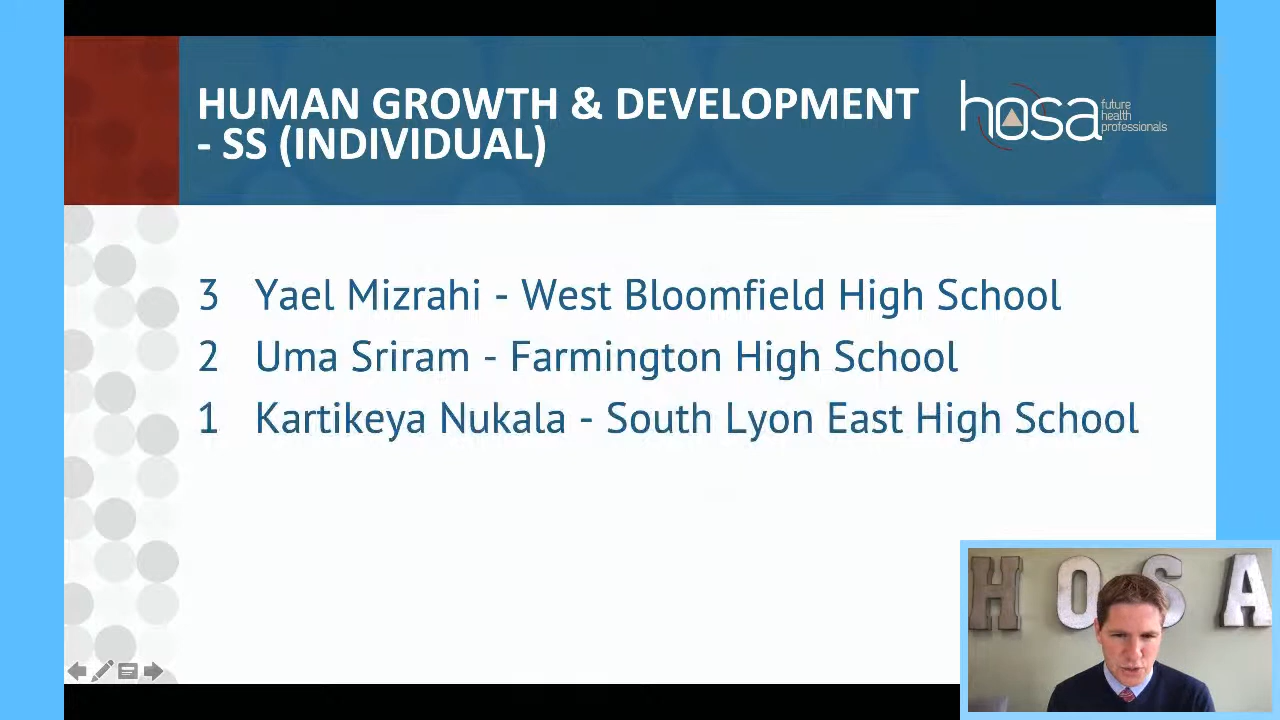 HUMAN GROWTH & DEVELOPMENT
- SS (INDIVIDUAL)
hosa
future
health
professionals
3 Yael Mizrahi - West Bloomfield High School
2 Uma Sriram - Farmington High School
1 Kartikeya Nukala - South Lyon East High School
HOSA